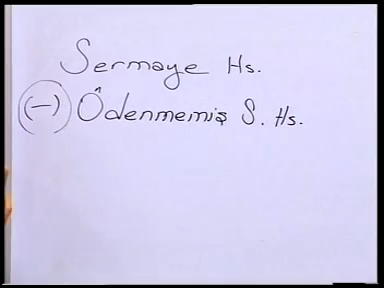 Sermaye Hs.
(-) Ödenmemiş S. Hs.